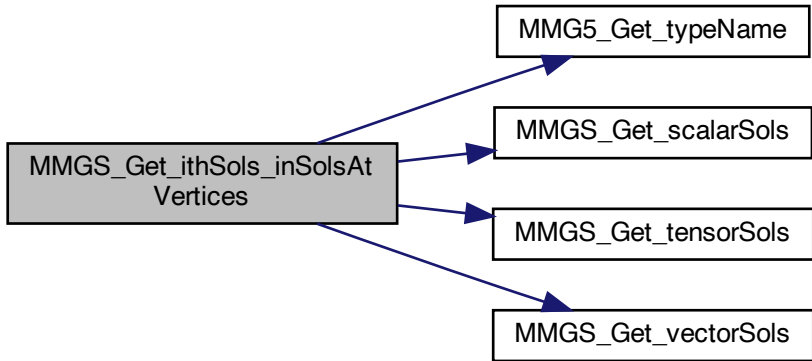 MMGS_Get_ithSols_inSolsAt
Vertices
MMG5_Get_typeName
MMGS_Get_scalarSols
MMGS_Get_tensorSols
MMGS_Get_vectorSols